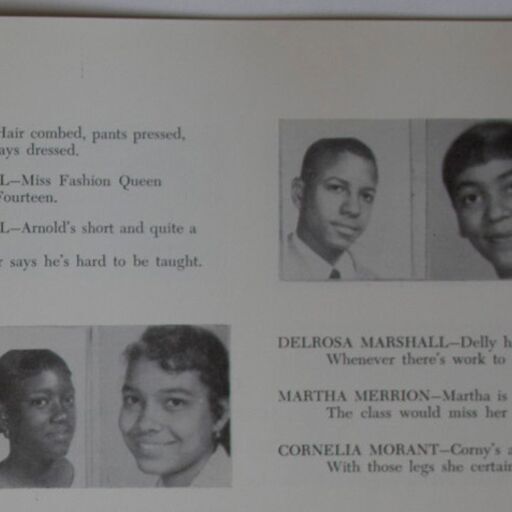 Hair combed, pants pressed,
ays dressed.
L—Miss Fashion Queen
Fourteen.
L—Arnold's short and quite a
r says he's hard to be taught.
DELROSA MARSHALL—Delly h
Whenever there's work to
MARTHA MERRION—Martha is
The class would miss her
CORNELIA MORANT—Corny's a
With those legs she certain